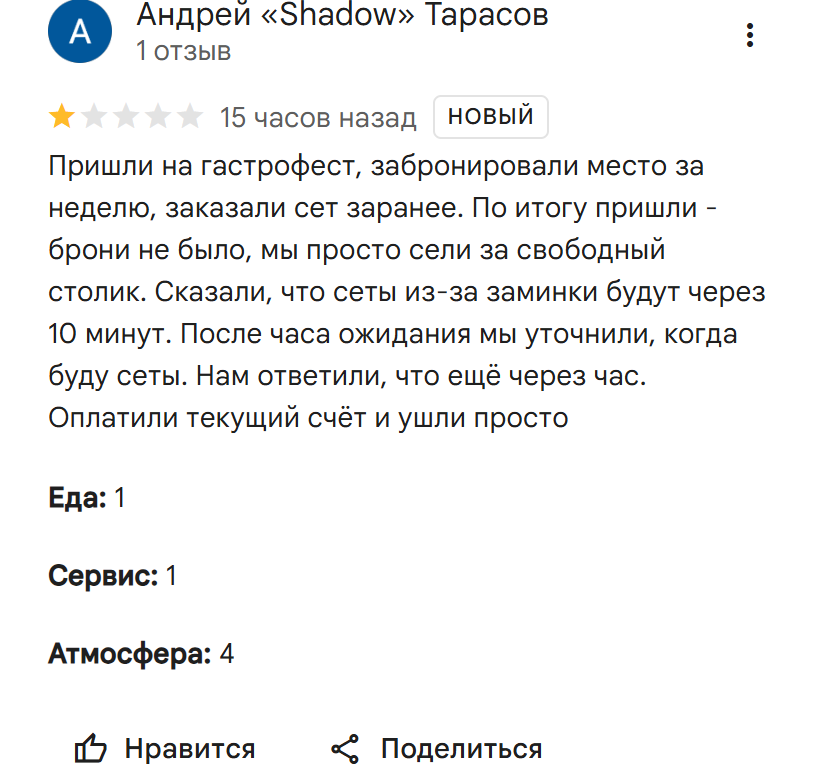 Андрей «Shadow» Тарасов
А
1 отзыв
15 часов назад
НОВЫЙ
Пришли на гастрофест, забронировали место за
неделю, заказали сет заранее. По итогу пришли -
брони не было, мы просто сели за свободный
столик. Сказали, что сеты из-за заминки будут через
10 минут. После часа ожидания мы уточнили, когда
буду сеты. Нам ответили, что ещё через час.
Оплатили текущий счёт и ушли просто
Еда: 1
Сервис: 1
Атмосфера: 4
Нравится
Поделиться